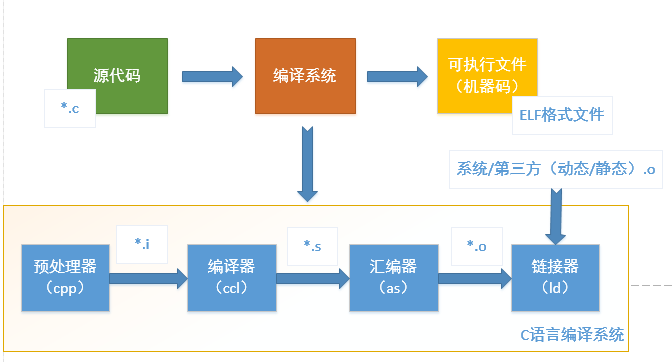 源代码
*.c
编译系统
可执行文件
（机器码）
ELF格式文件
系统/第三方（动态/静态）.o
预处理器
（cpp）
*.i
编译器
（ccl）
*.s
汇编器
（as）
*.o
链接器
（ld）
C语言编译系统